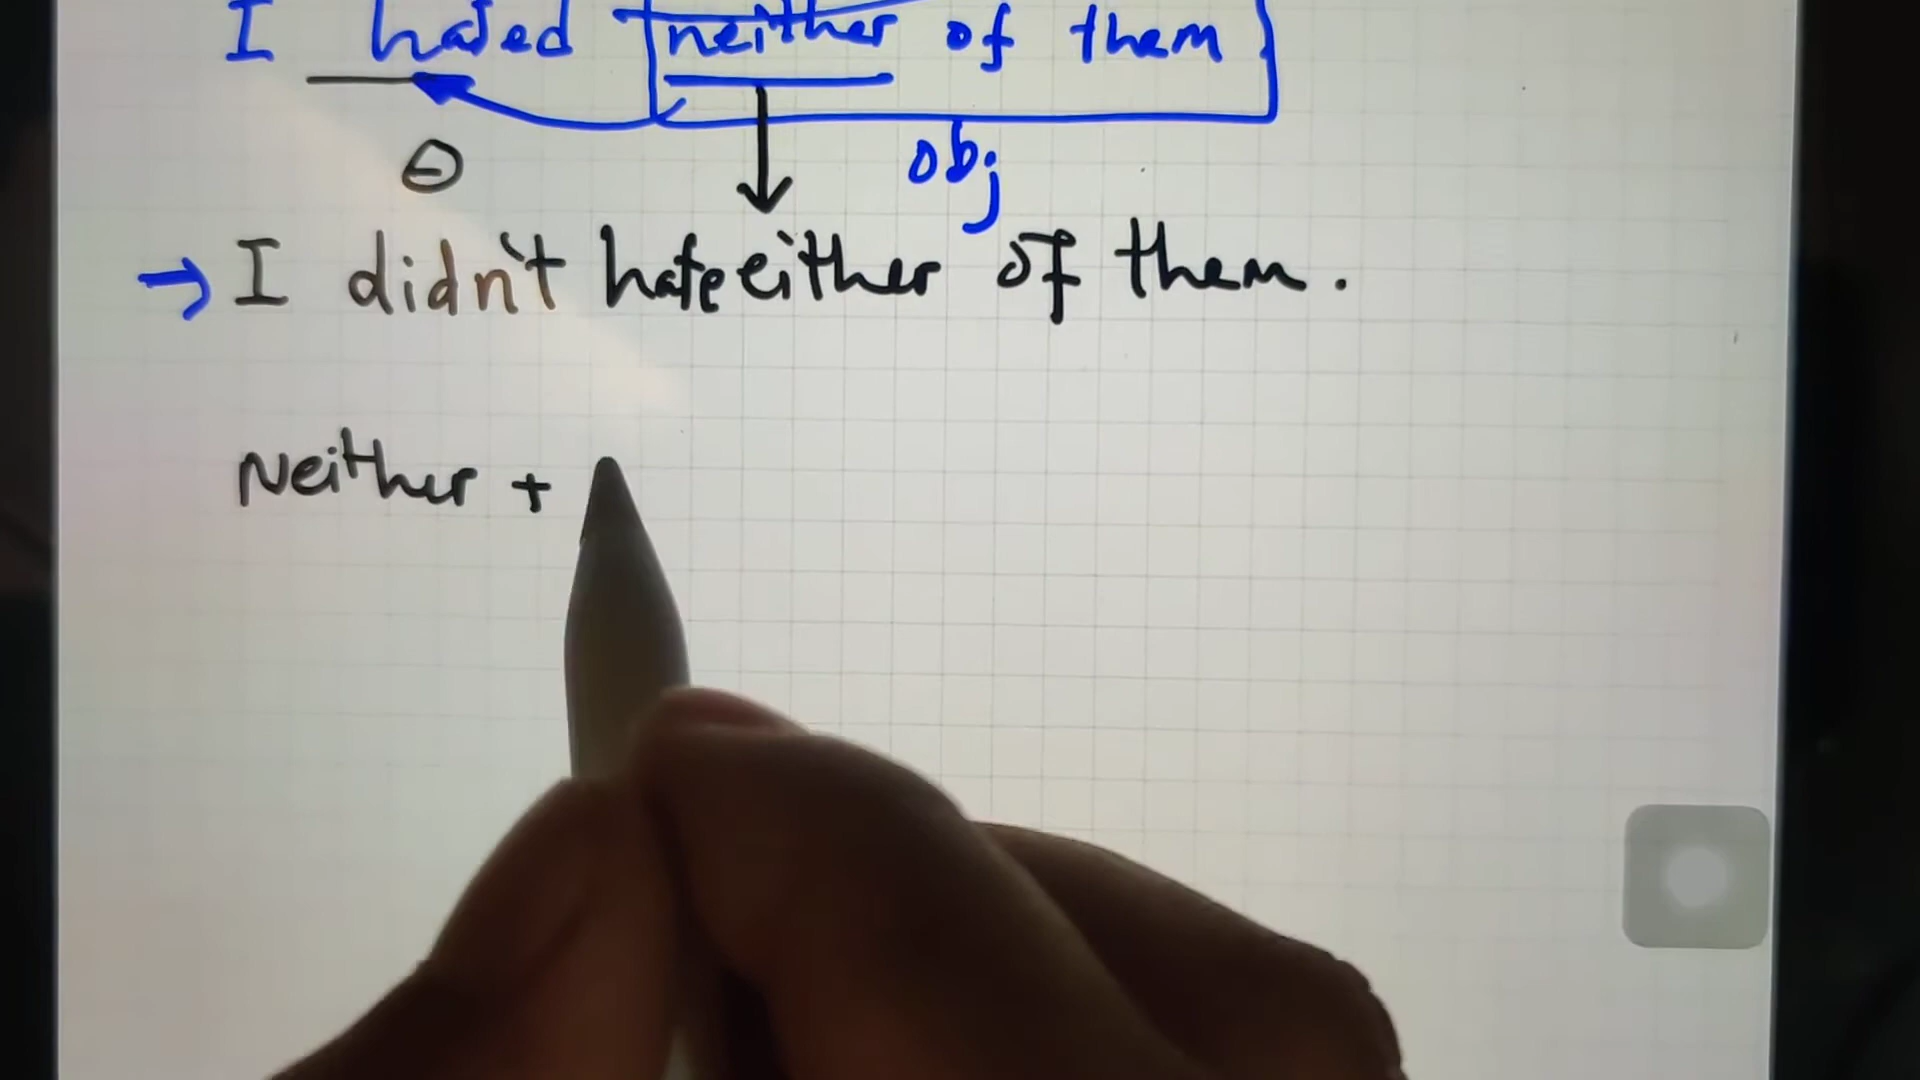 I hated neither of them
⊖ obj
→ I didn't hate either of them.
Neither +